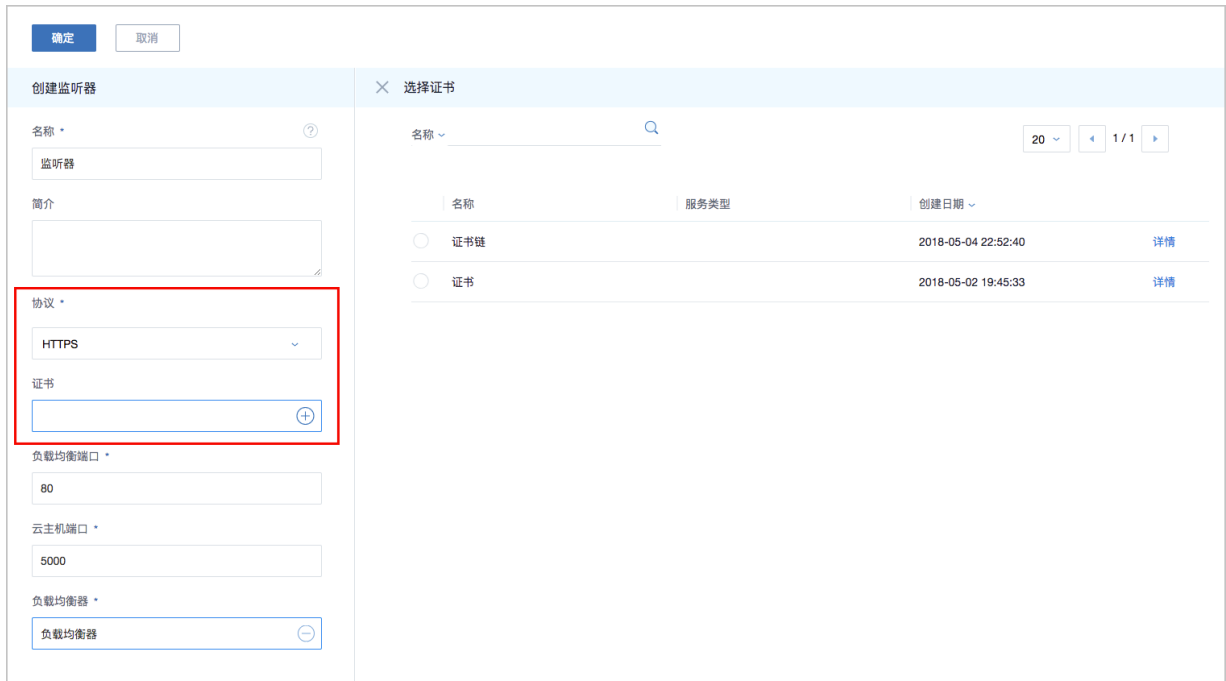 确定 取消
创建监听器
名称 *
监听器
简介
协议 *
HTTPS
证书
负载均衡端口 *
80
云主机端口 *
5000
负载均衡器 *
负载均衡器
选择证书
名称
20 1 / 1
名称 服务类型 创建日期
证书链 2018-05-04 22:52:40 详情
证书 2018-05-02 19:45:33 详情